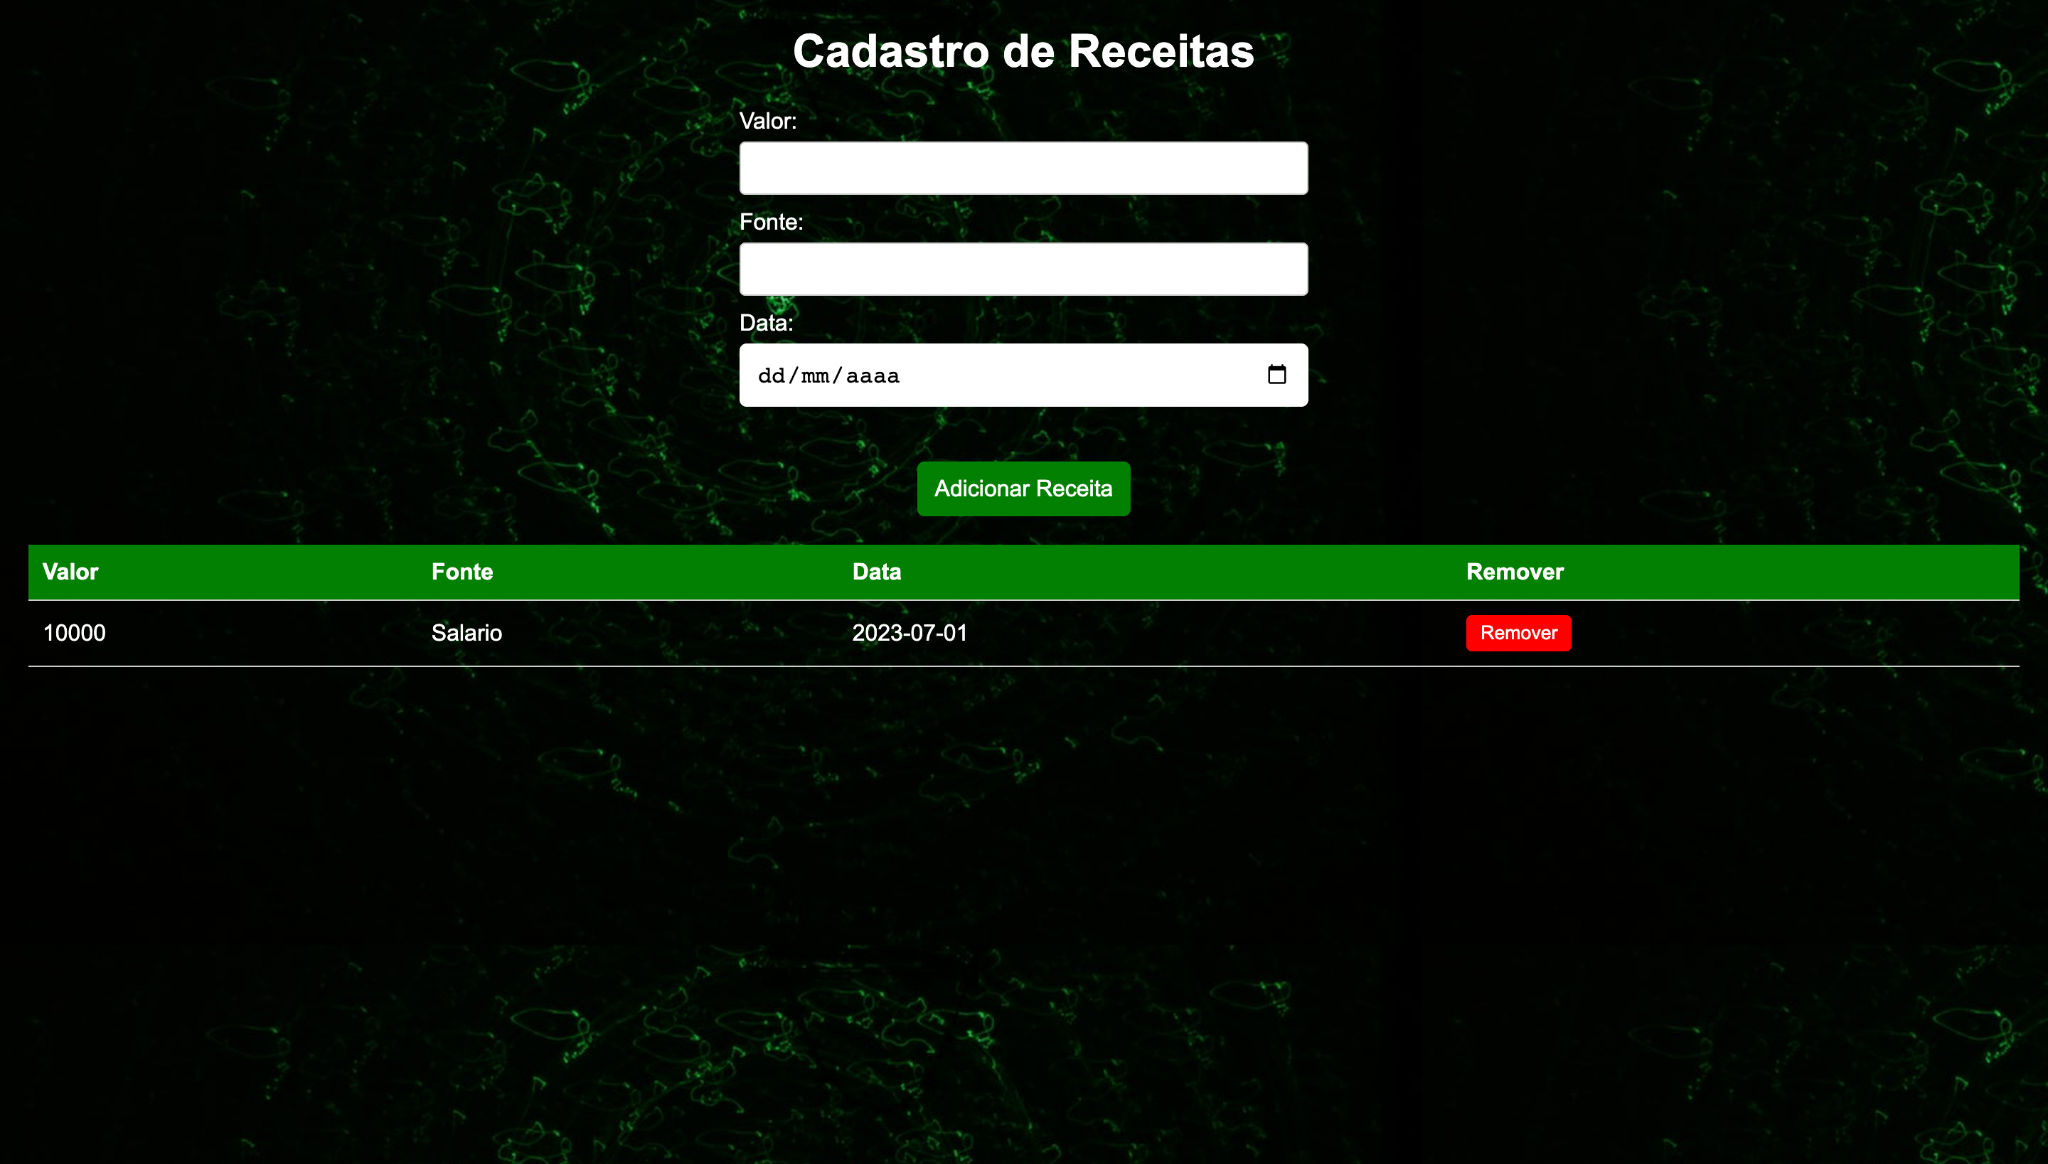 Cadastro de Receitas
Valor:
Fonte:
Data:
dd/mm/aaaa
Adicionar Receita
Valor Fonte Data Remover
10000 Salario 2023-07-01 Remover